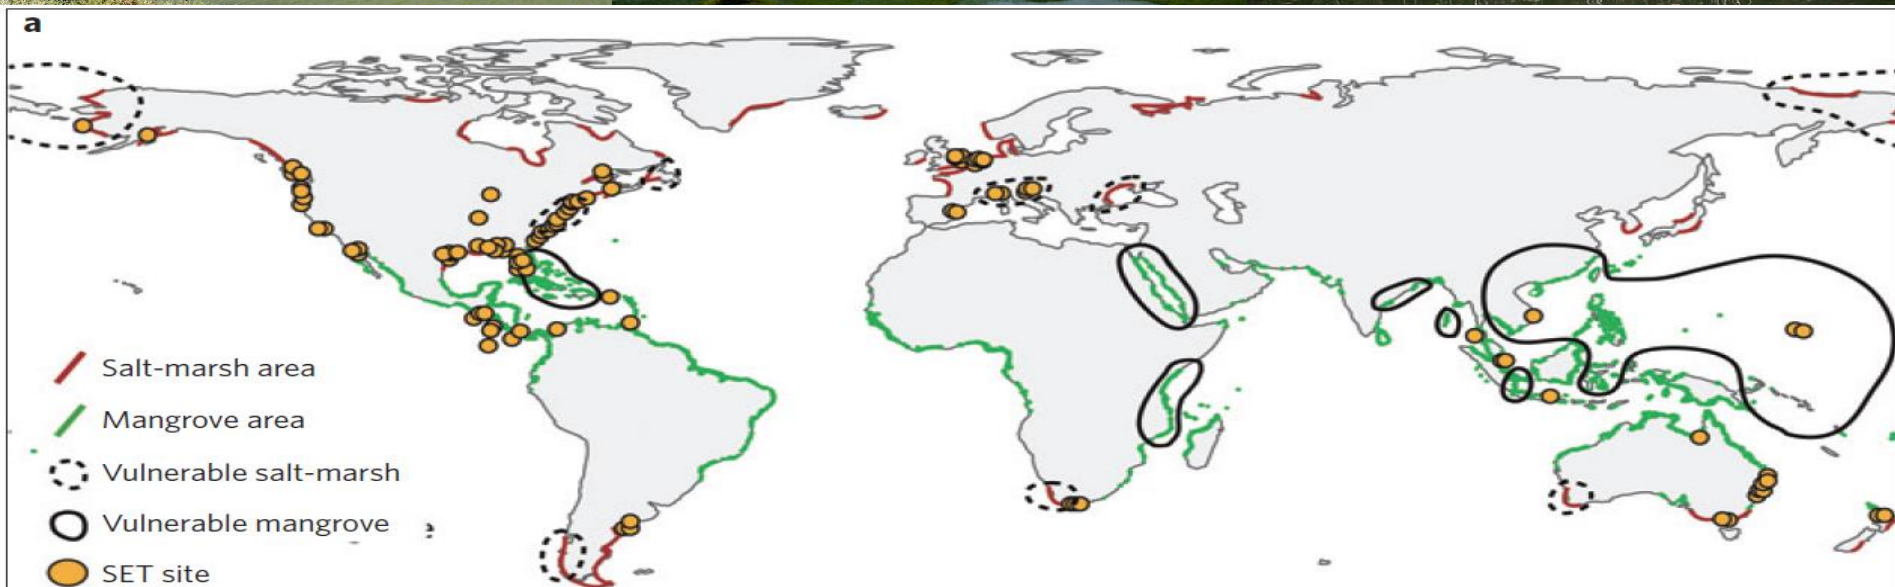 a
Salt-marsh area
Mangrove area
Vulnerable salt-marsh
Vulnerable mangrove
SET site